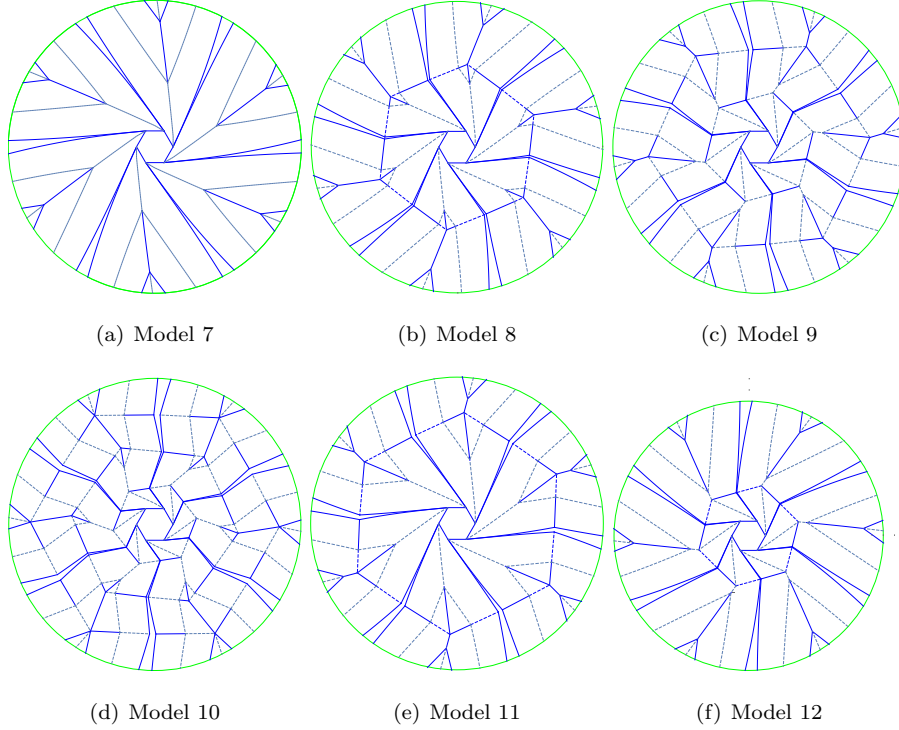 (a) Model 7
(b) Model 8
(c) Model 9
(d) Model 10
(e) Model 11
(f) Model 12